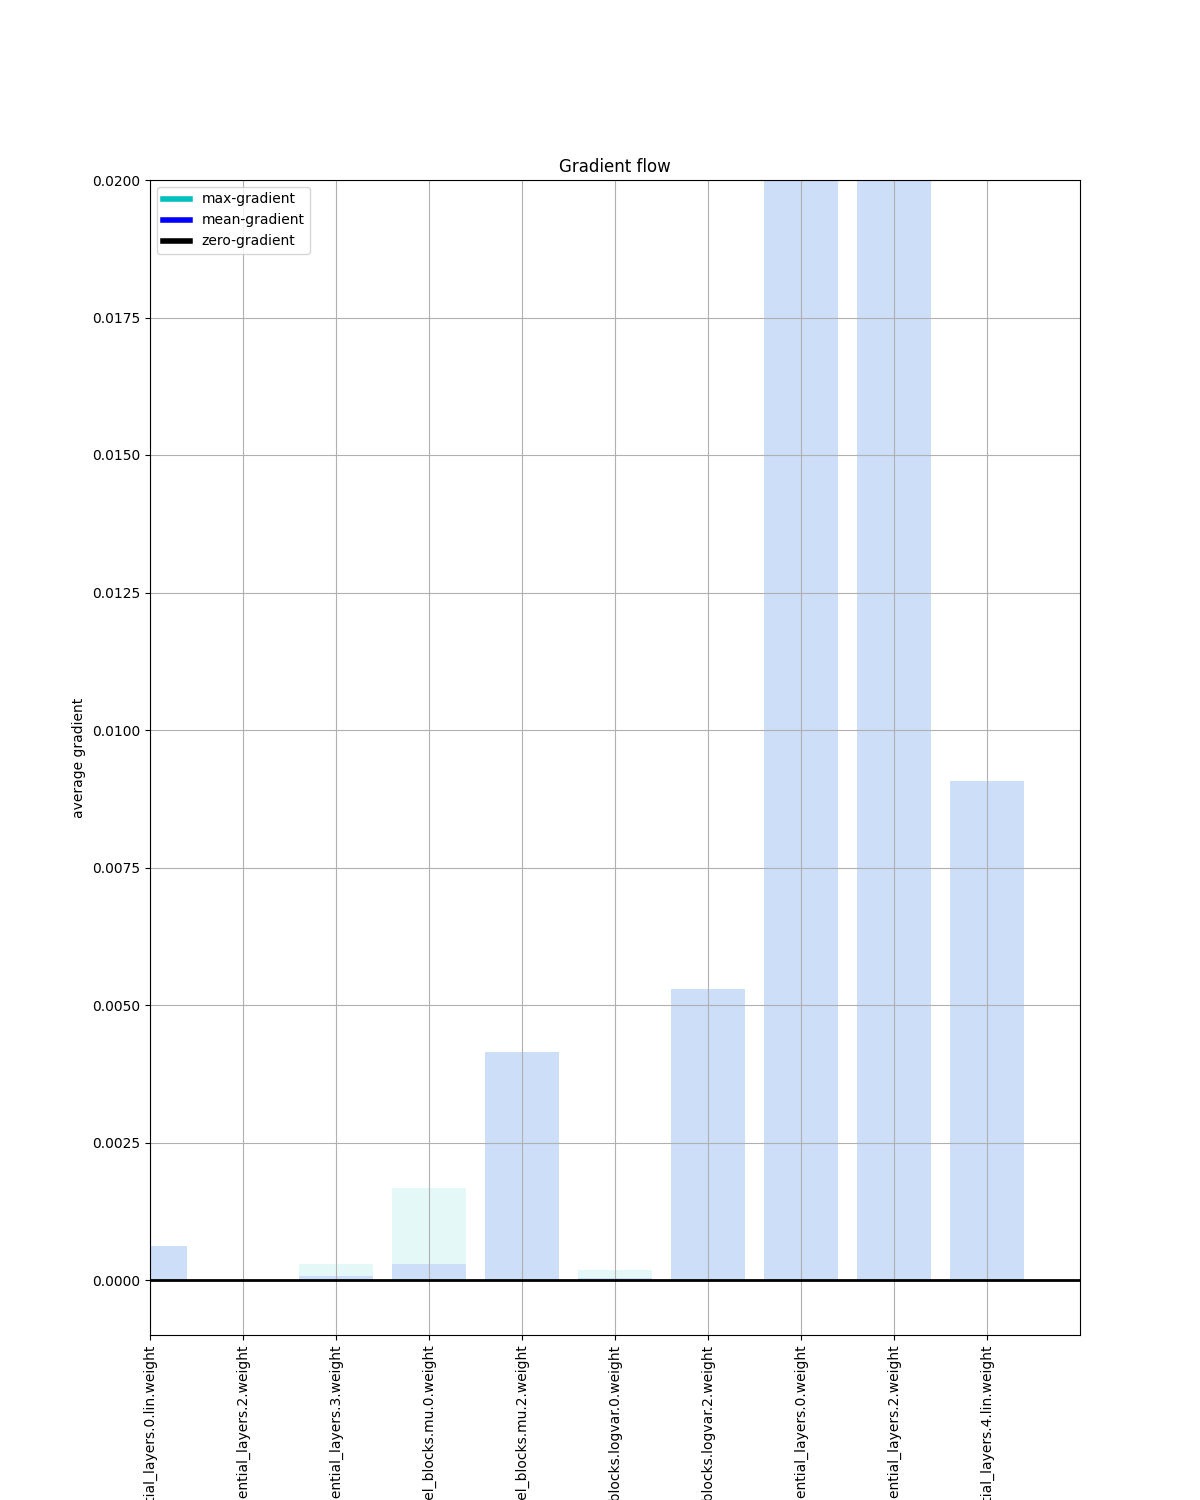 Gradient flow
max-gradient
mean-gradient
zero-gradient
0.0200
0.0175
0.0150
0.0125
0.0100
0.0075
0.0050
0.0025
0.0000
average gradient
tial_layers.0.lin.weight
ential_layers.2.weight
ential_layers.3.weight
el_blocks.mu.0.weight
el_blocks.mu.2.weight
blocks.logvar.0.weight
blocks.logvar.2.weight
ential_layers.0.weight
ential_layers.2.weight
tial_layers.4.lin.weight